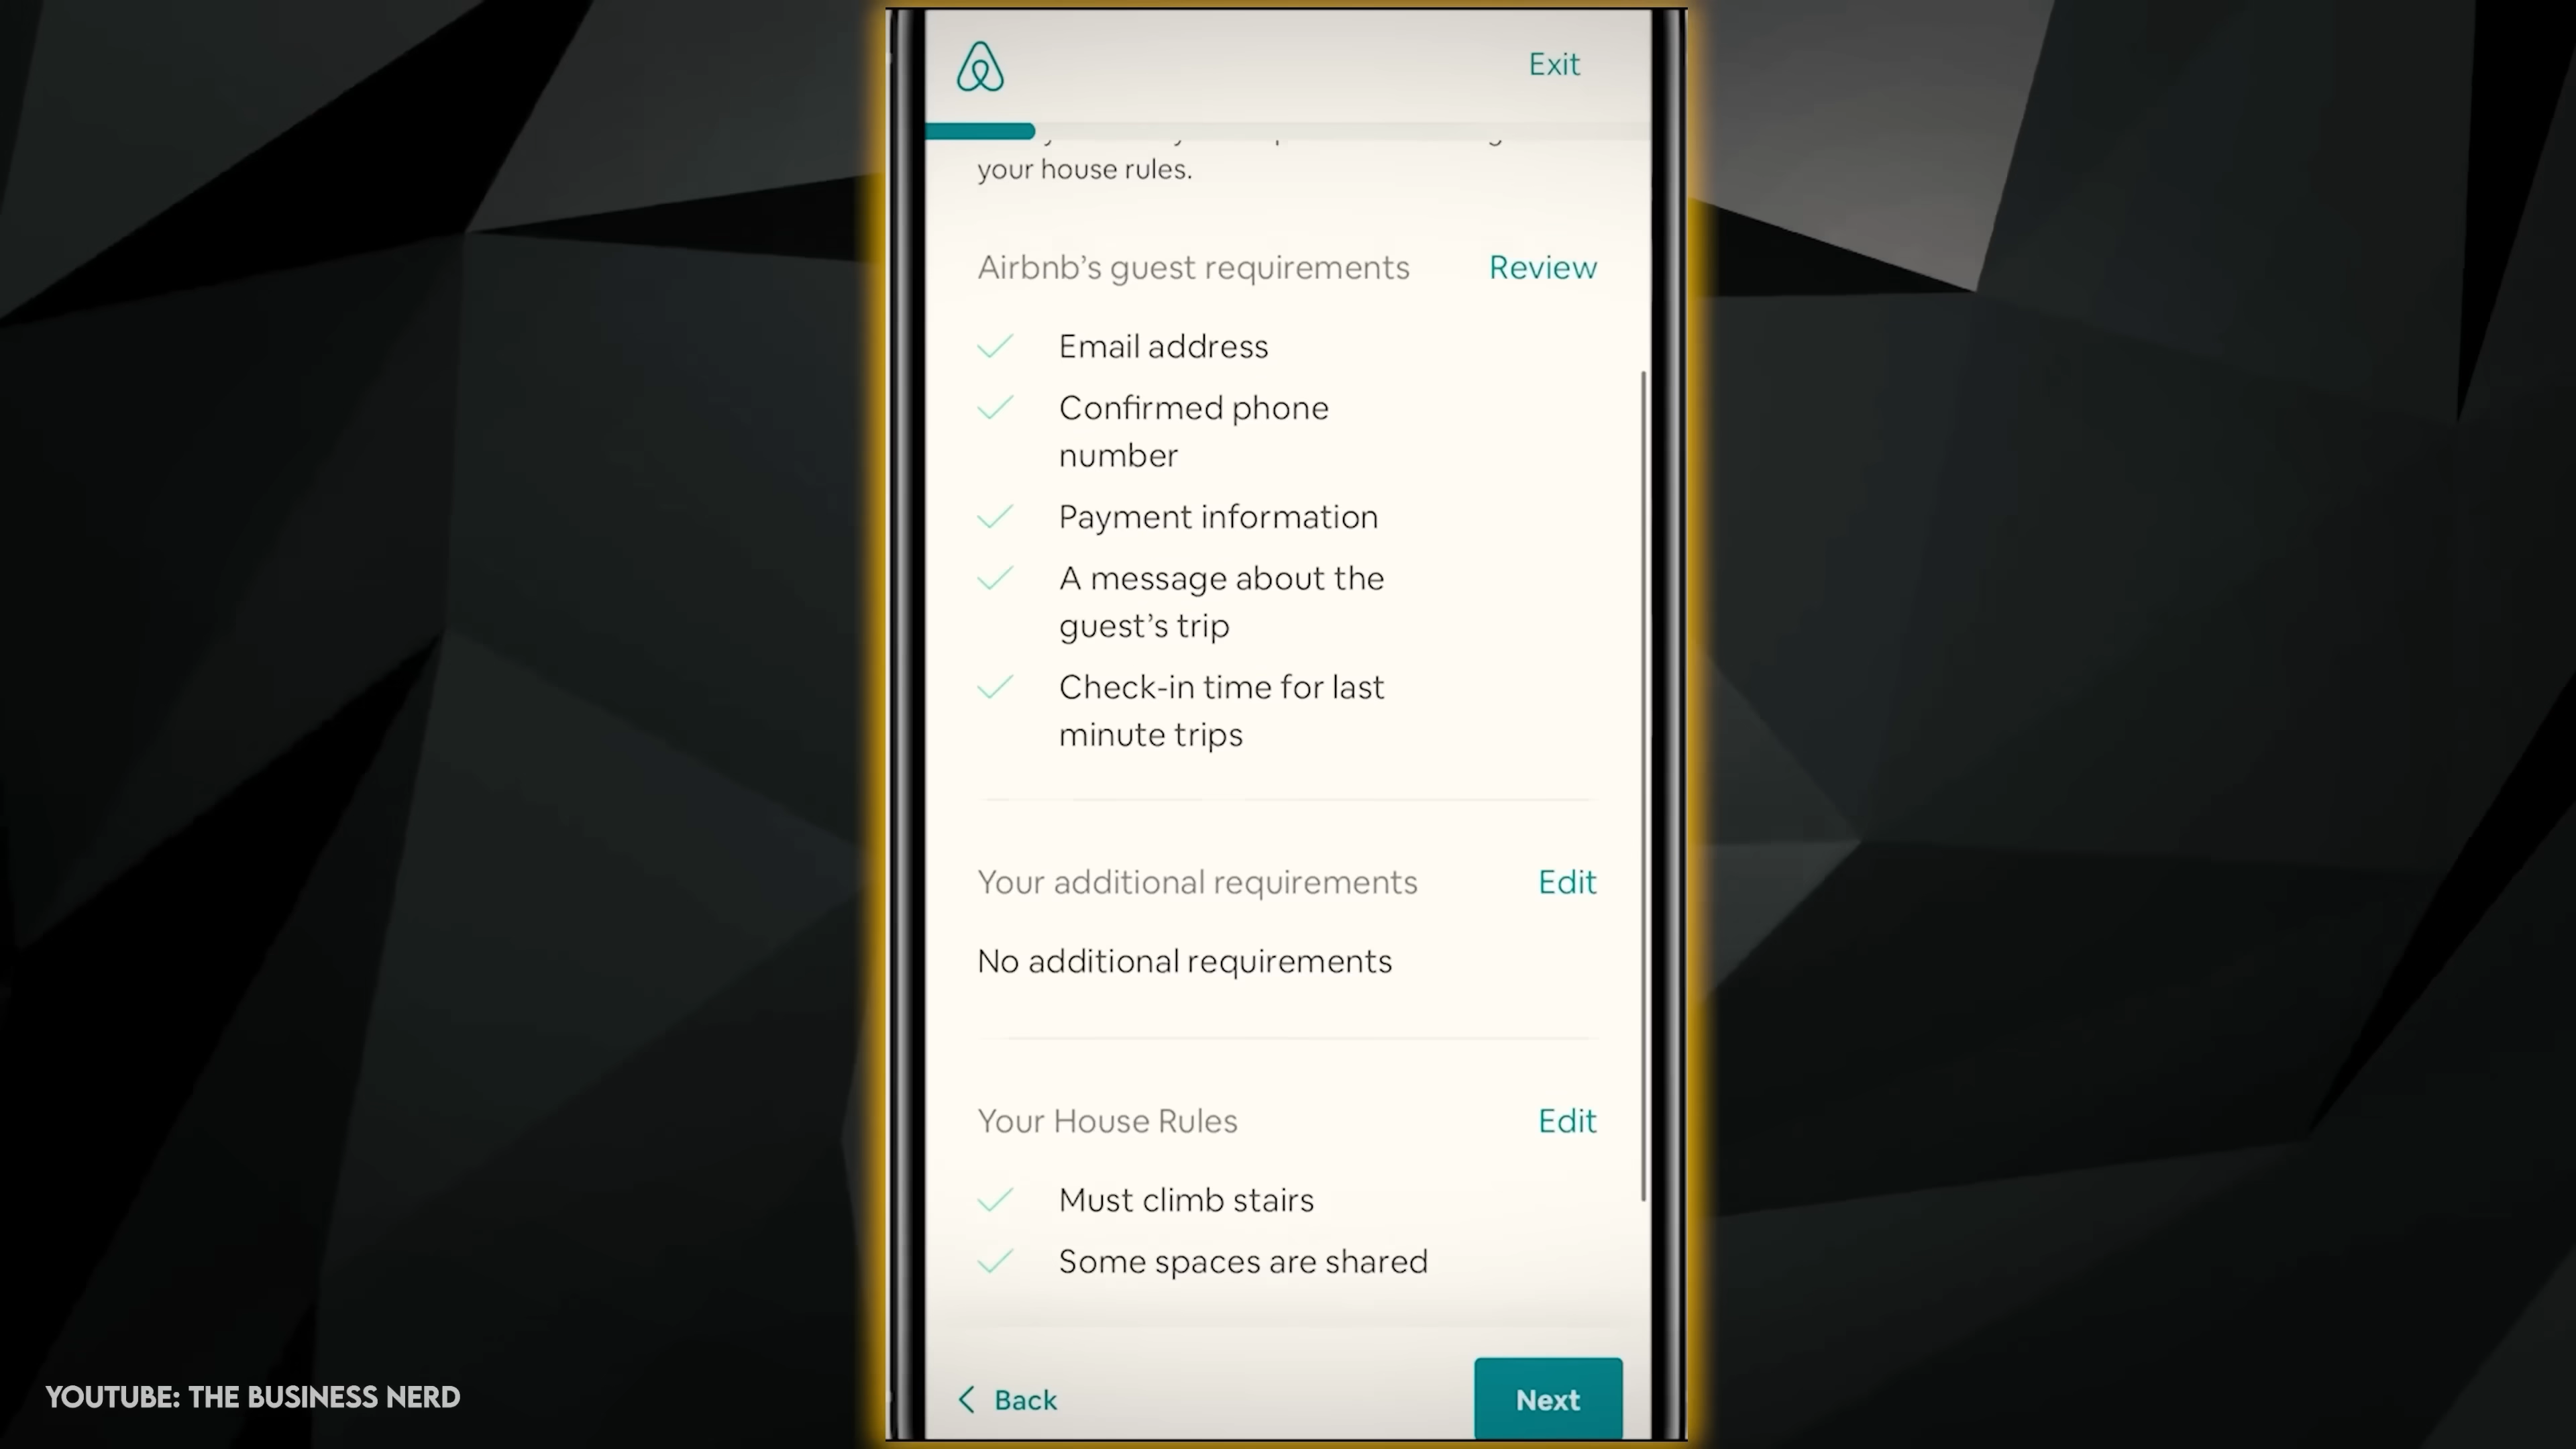 Exit
your house rules.
Airbnb’s guest requirements
Review
Email address
Confirmed phone
number
Payment information
A message about the
guest’s trip
Check-in time for last
minute trips
Your additional requirements
Edit
No additional requirements
Your House Rules
Edit
Must climb stairs
Some spaces are shared
Back
Next
YOUTUBE: THE BUSINESS NERD